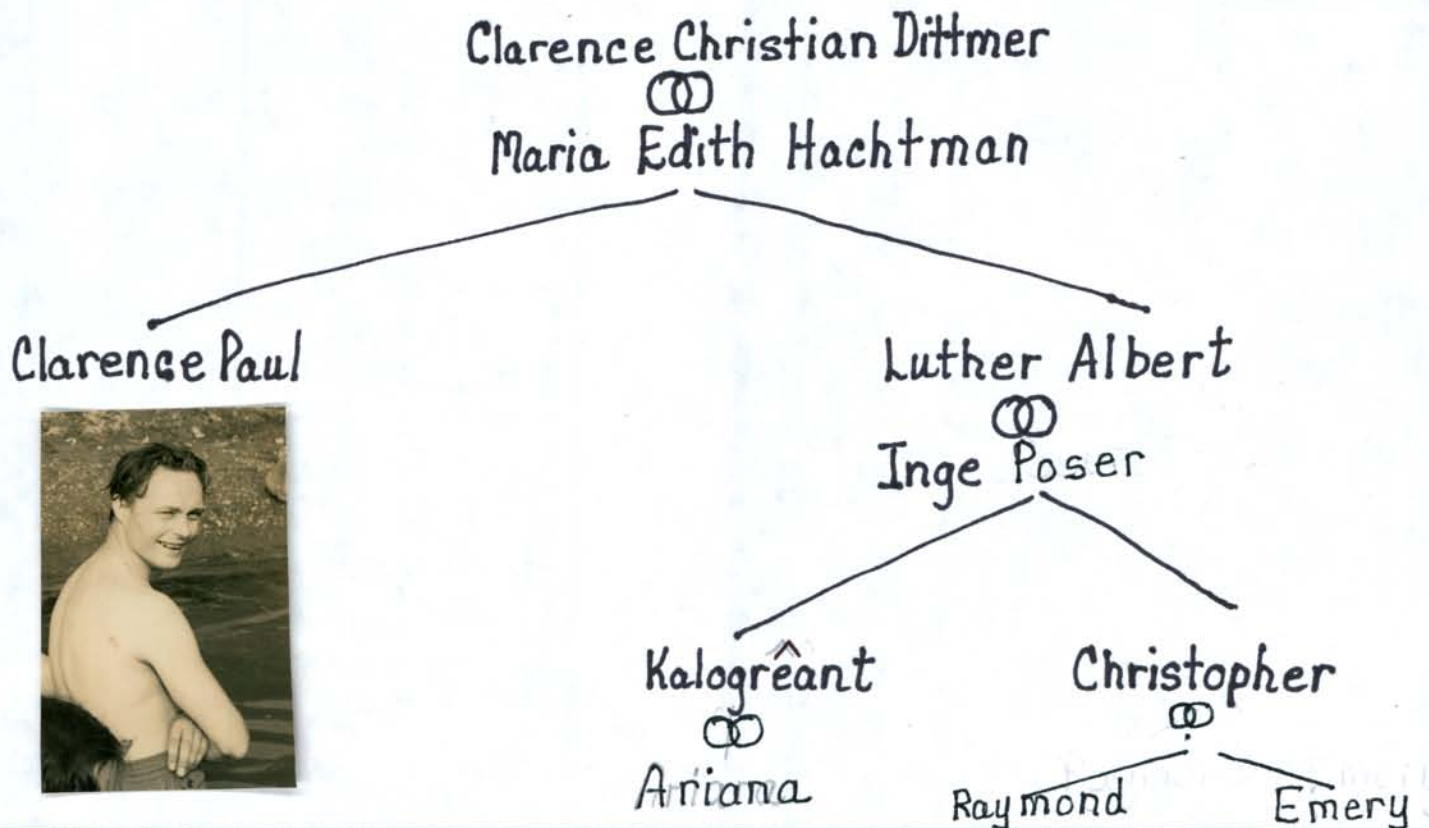 Clarence Christian Dittmer
Maria Edith Hachtman
Clarence Paul
Luther Albert
Inge Poser
Kalogrêant
Christopher
Ariana
Raymond
Emery